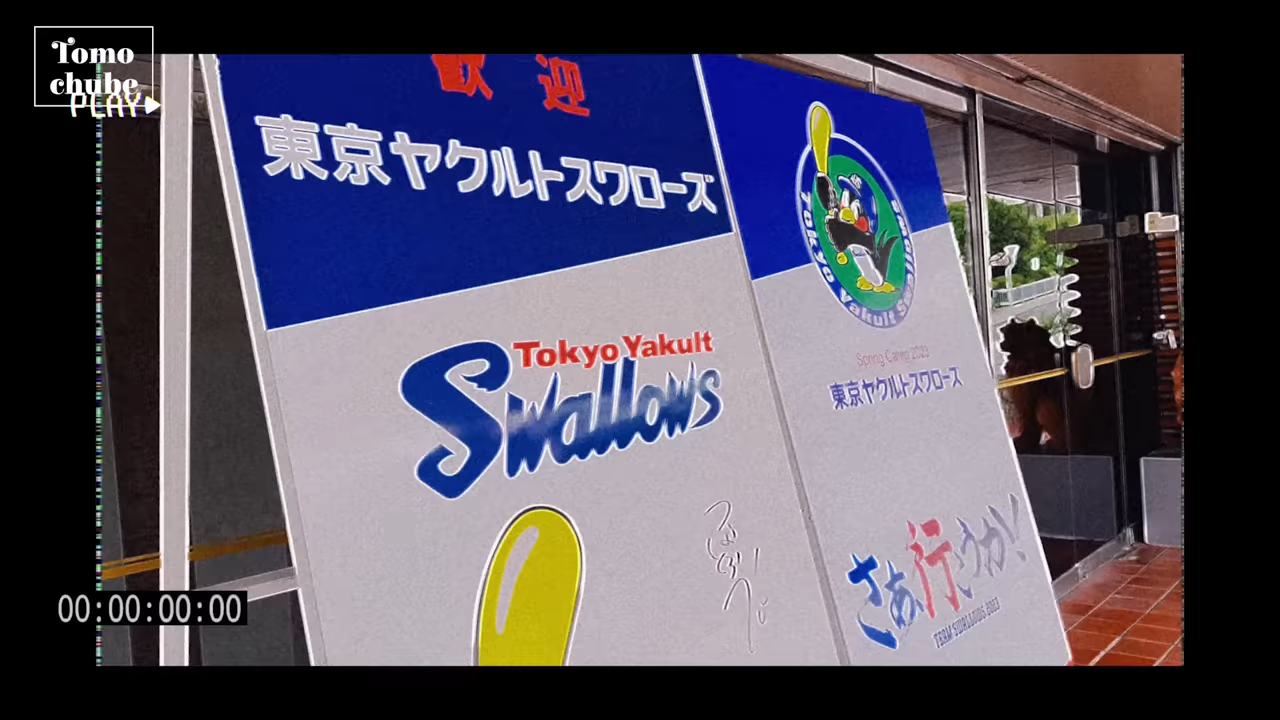 Tomo
chube
PLAY
歓迎
東京ヤクルトスワローズ
Tokyo Yakult
Swallows
Tokyo Yakult Swallows
Spring Camp 2023
東京ヤクルトスワローズ
さぁ、行こうか!
TEAM SWALLOWS 2023
00:00:00:00